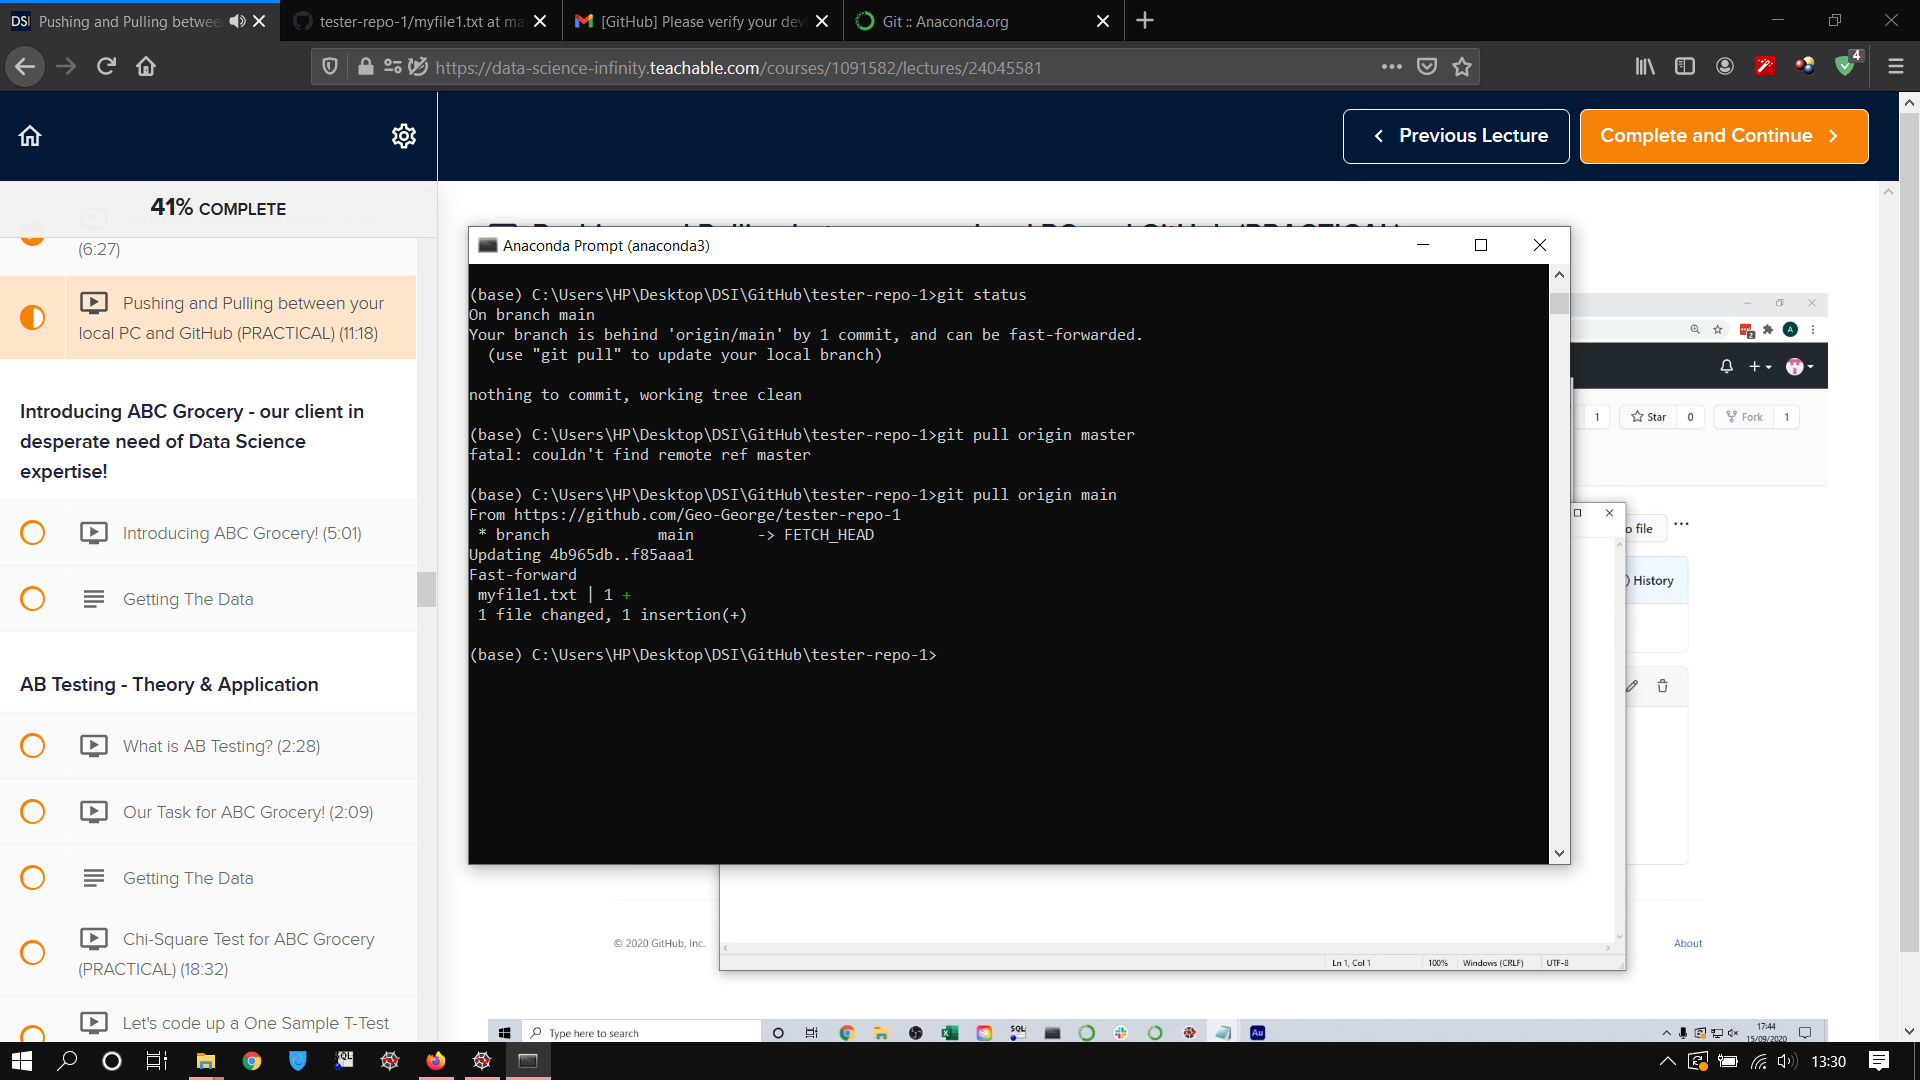 DSI Pushing and Pulling betwee
tester-repo-1/myfile1.txt at ma
[GitHub] Please verify your dev
Git :: Anaconda.org
https://data-science-infinity.teachable.com/courses/1091582/lectures/24045581
4
Previous Lecture
Complete and Continue
41% COMPLETE
(6:27)
Pushing and Pulling between your
local PC and GitHub (PRACTICAL) (11:18)
Introducing ABC Grocery - our client in
desperate need of Data Science
expertise!
Introducing ABC Grocery! (5:01)
Getting The Data
AB Testing - Theory & Application
What is AB Testing? (2:28)
Our Task for ABC Grocery! (2:09)
Getting The Data
Chi-Square Test for ABC Grocery
(PRACTICAL) (18:32)
Let's code up a One Sample T-Test
Anaconda Prompt (anaconda3)
(base) C:\Users\HP\Desktop\DSI\GitHub\tester-repo-1>git status
On branch main
Your branch is behind 'origin/main' by 1 commit, and can be fast-forwarded.
(use "git pull" to update your local branch)
nothing to commit, working tree clean
(base) C:\Users\HP\Desktop\DSI\GitHub\tester-repo-1>git pull origin master
fatal: couldn't find remote ref master
(base) C:\Users\HP\Desktop\DSI\GitHub\tester-repo-1>git pull origin main
From https://github.com/Geo-George/tester-repo-1
* branch main -> FETCH_HEAD
Updating 4b965db..f85aaa1
Fast-forward
myfile1.txt | 1 +
1 file changed, 1 insertion(+)
(base) C:\Users\HP\Desktop\DSI\GitHub\tester-repo-1>
A
1 Star 0 Fork 1
o file
History
© 2020 GitHub, Inc.
About
Ln 1, Col 1 100% Windows (CRLF) UTF-8
Type here to search
SQL
Au
17:44
15/09/2020
13:30